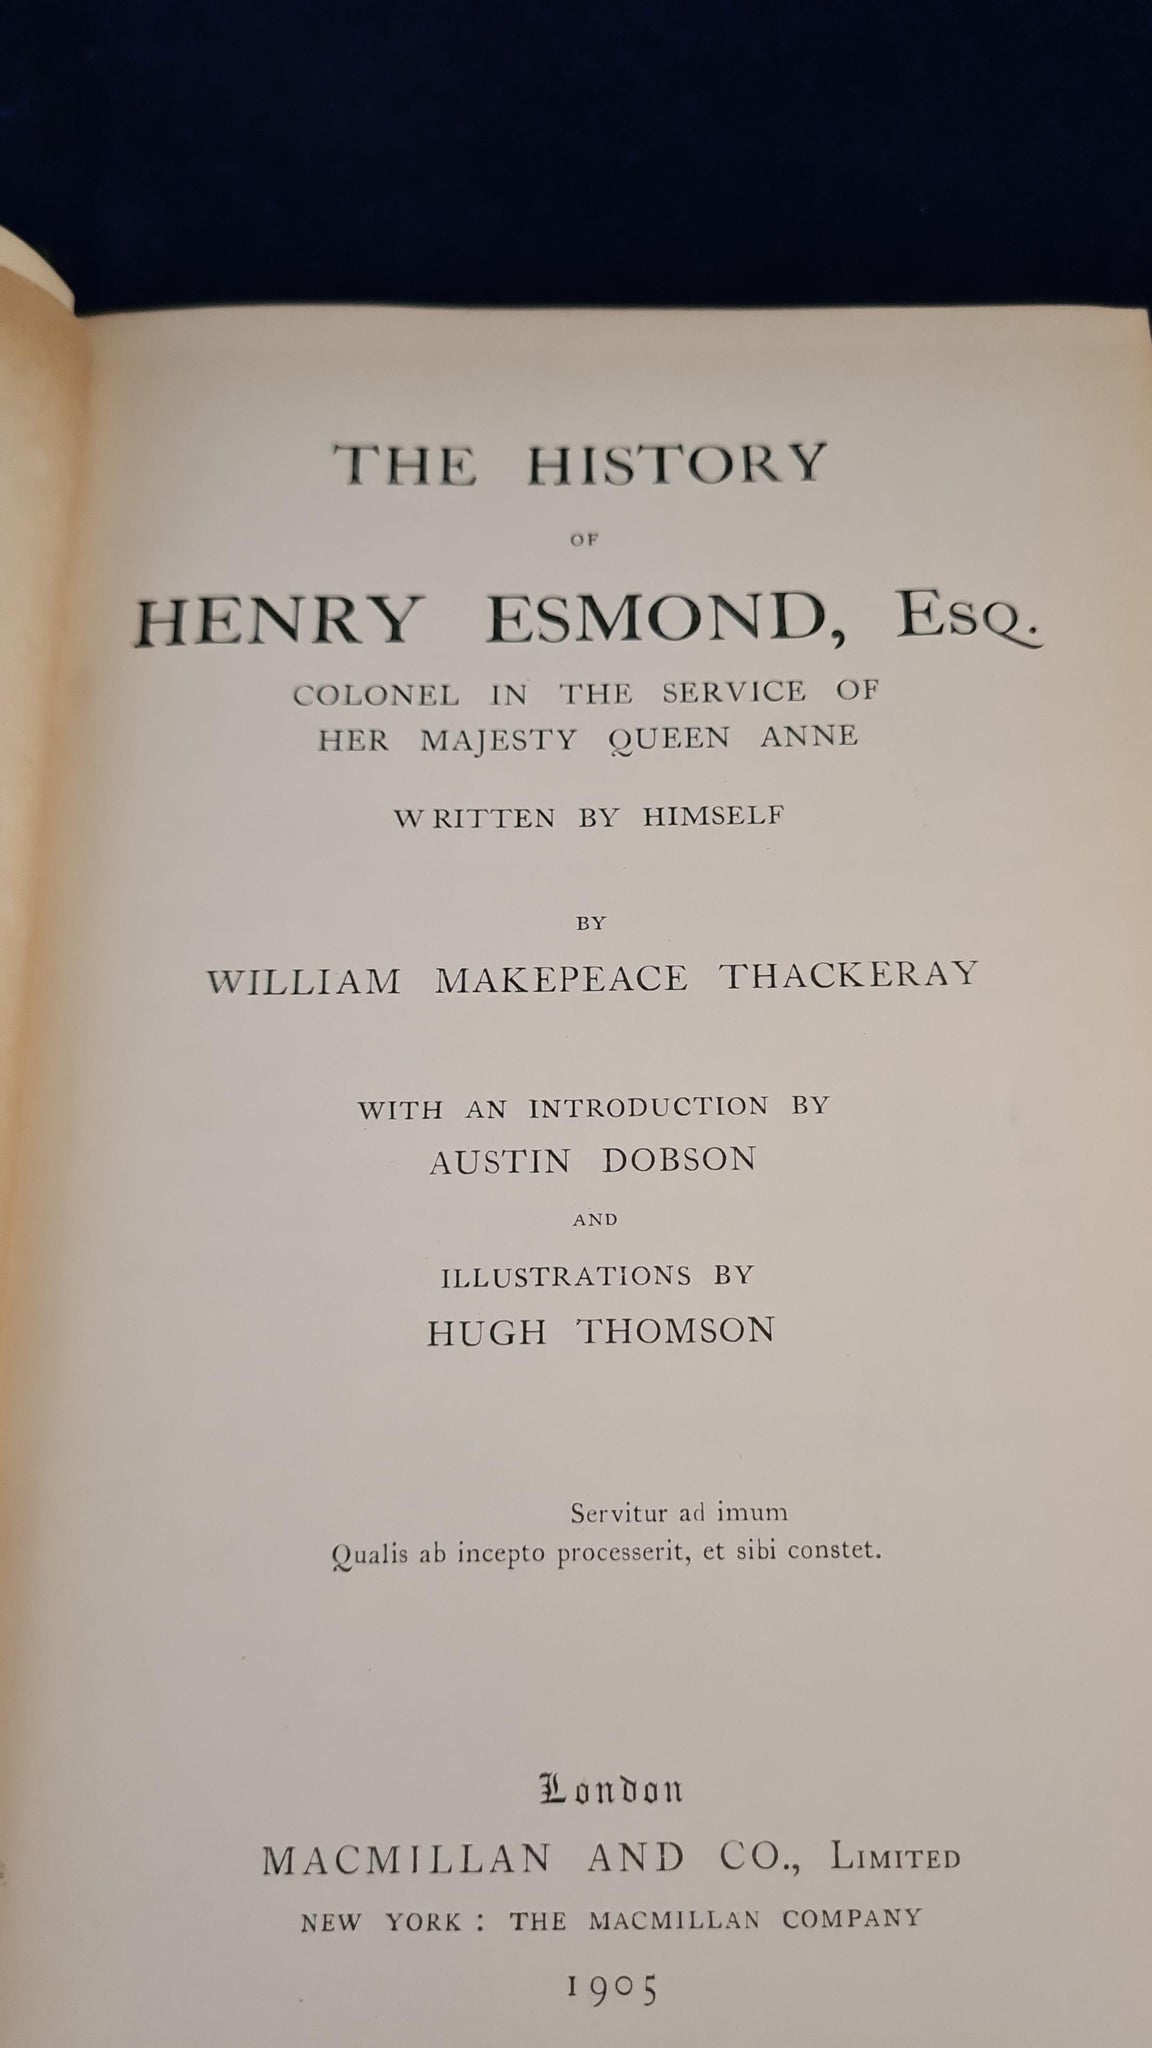 THE HISTORY
OF
HENRY ESMOND, ESQ.
COLONEL IN THE SERVICE OF
HER MAJESTY QUEEN ANNE
WRITTEN BY HIMSELF
BY
WILLIAM MAKEPEACE THACKERAY
WITH AN INTRODUCTION BY
AUSTIN DOBSON
AND
ILLUSTRATIONS BY
HUGH THOMSON
Servitur ad imum
Qualis ab incepto processerit, et sibi constet.
London
MACMILLAN AND CO., LIMITED
NEW YORK : THE MACMILLAN COMPANY
1905